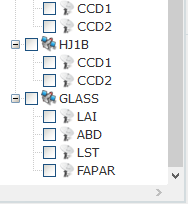 CCD1
CCD2
HJ1B
CCD1
CCD2
GLASS
LAI
ABD
LST
FAPAR